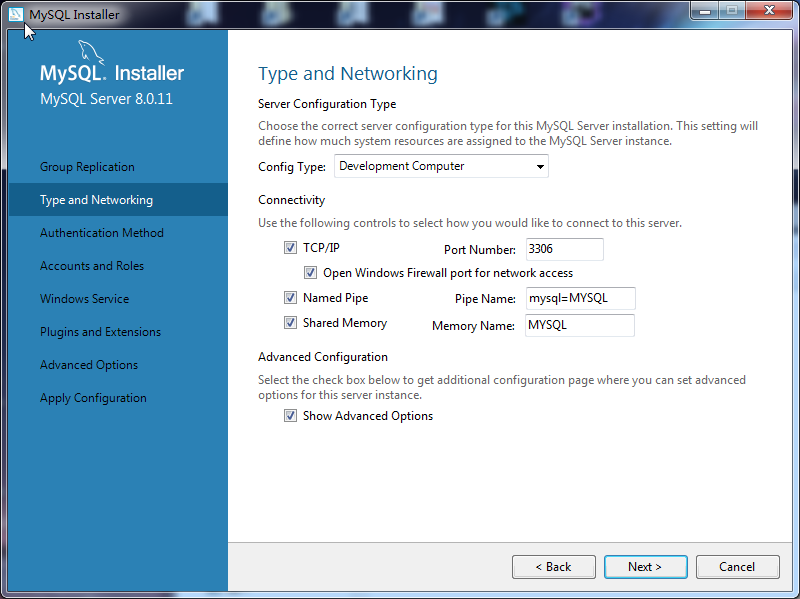 MySQL Installer
MySQL. Installer
MySQL Server 8.0.11
Group Replication
Type and Networking
Authentication Method
Accounts and Roles
Windows Service
Plugins and Extensions
Advanced Options
Apply Configuration
Type and Networking
Server Configuration Type
Choose the correct server configuration type for this MySQL Server installation. This setting will
define how much system resources are assigned to the MySQL Server instance.
Config Type: Development Computer
Connectivity
Use the following controls to select how you would like to connect to this server.
TCP/IP Port Number: 3306
Open Windows Firewall port for network access
Named Pipe Pipe Name: mysql=MYSQL
Shared Memory Memory Name: MYSQL
Advanced Configuration
Select the check box below to get additional configuration page where you can set advanced
options for this server instance.
Show Advanced Options
< Back Next > Cancel